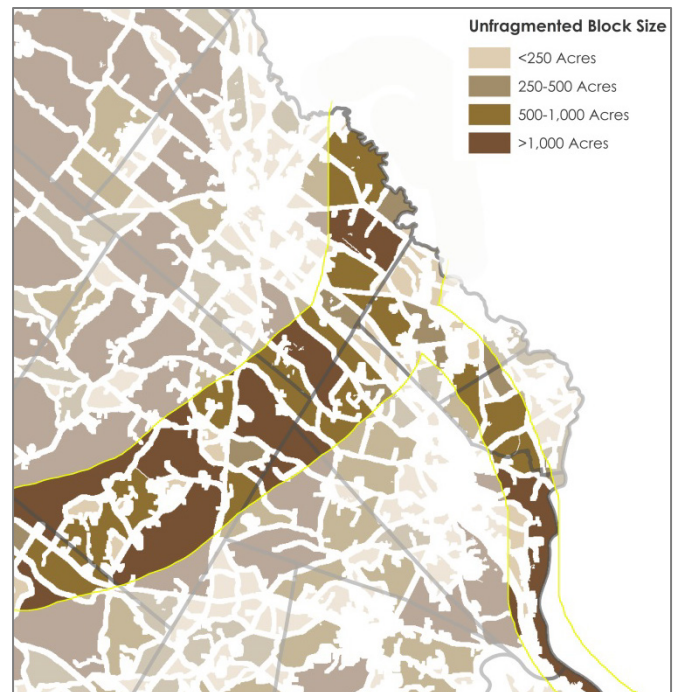 Unfragmented Block Size
<250 Acres
250-500 Acres
500-1,000 Acres
>1,000 Acres